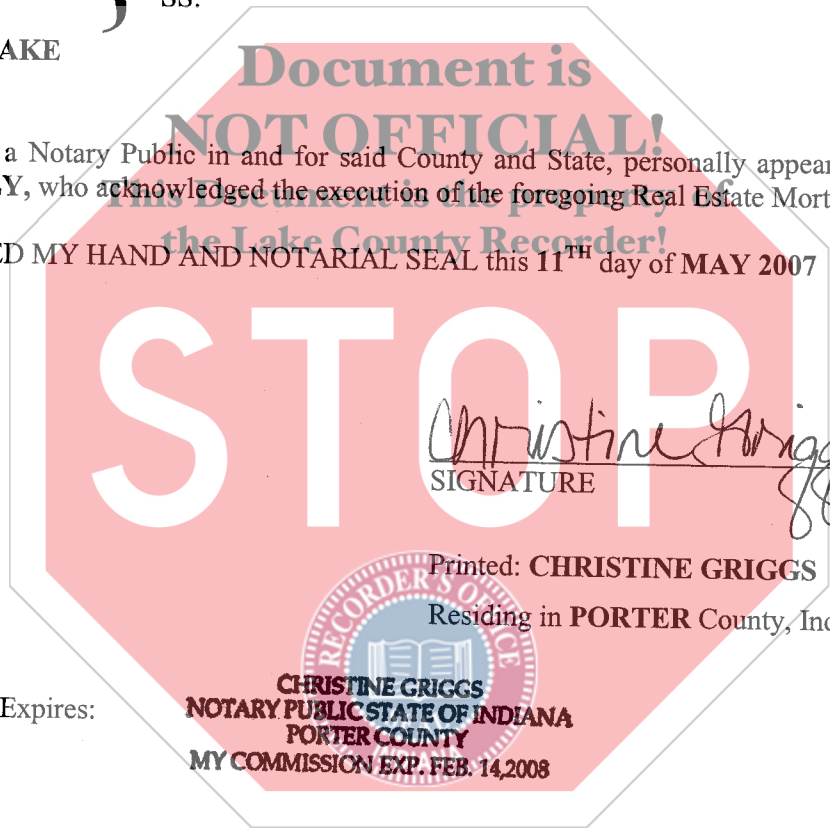 SS:
AKE
Document is
NOT OFFICIAL!
a Notary Public in and for said County and State, personally appear
Y, who acknowledged the execution of the foregoing Real Estate Mort
This Document is the property of
the Lake County Recorder!
ED MY HAND AND NOTARIAL SEAL this 11TH day of MAY 2007
STOP
Christine Griggs
SIGNATURE
Printed: CHRISTINE GRIGGS
Residing in PORTER County, Ind
RECORDER'S OFFICE
INDIANA
Expires:
CHRISTINE GRIGGS
NOTARY PUBLIC STATE OF INDIANA
PORTER COUNTY
MY COMMISSION EXP. FEB. 14,2008